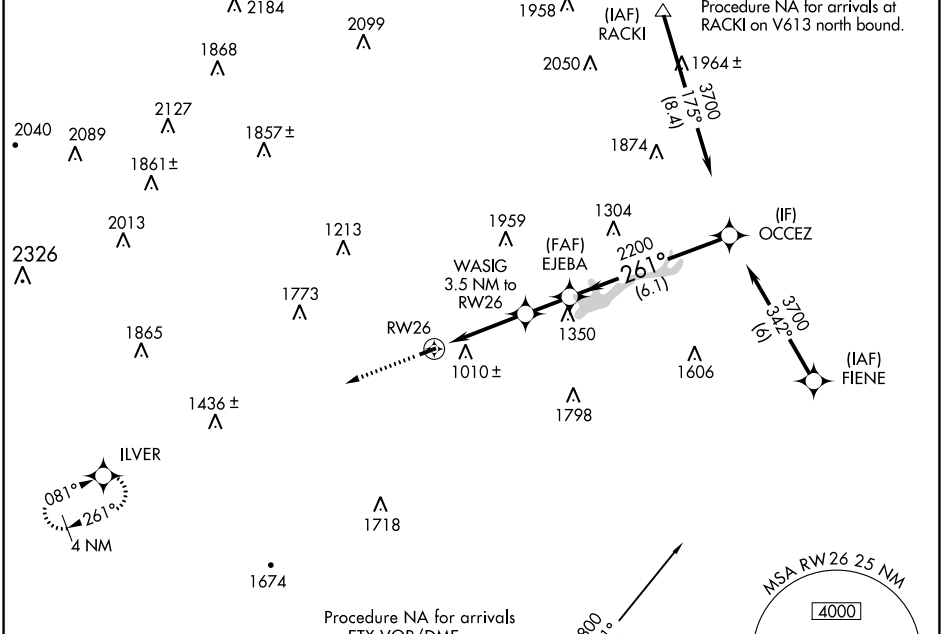 2184
2099
1958
(IAF)
RACKI
Procedure NA for arrivals at
RACKI on V613 north bound.
1868
2050
1964 ±
3700
175°
(8.4)
2127
2040
2089
1857 ±
1874
1861 ±
2013
1213
1959
1304
(IF)
OCCEZ
2326
(FAF)
EJEBA
2200
261°
(6.1)
WASIG
3.5 NM to
RW26
1773
3700
342°
(6)
1865
RW26
1350
1010 ±
1606
(IAF)
FIENE
1436 ±
1798
ILVER
081°
261°
4 NM
1718
1674
MSA RW26 25 NM
4000
Procedure NA for arrivals